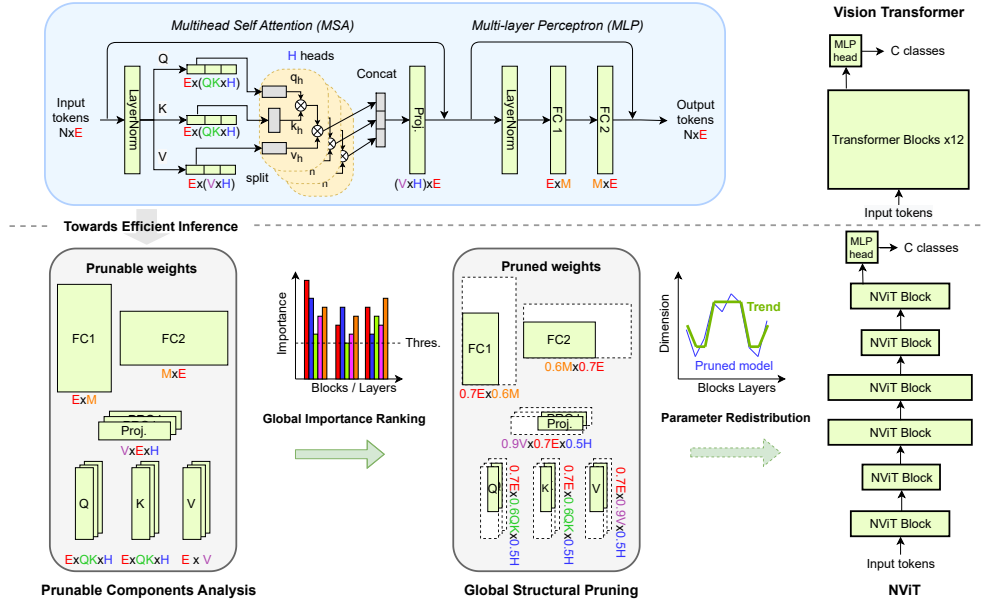 Multihead Self Attention (MSA)
Multi-layer Perceptron (MLP)
Vision Transformer
MLP
head
C classes
Transformer Blocks x12
Input tokens
Input
tokens
NxE
LayerNorm
Q
K
V
Ex(QKxH)
Ex(QKxH)
Ex(VxH)
split
H heads
q_h
k_h
v_h
Concat
Proj.
(VxH)xE
LayerNorm
FC 1
ExM
FC 2
MxE
Output
tokens
NxE
Towards Efficient Inference
Prunable weights
FC1
ExM
FC2
MxE
Proj.
VxExH
Q
K
V
ExQKxH
ExQKxH
E x V
Prunable Components Analysis
Importance
Thres.
Blocks / Layers
Global Importance Ranking
Pruned weights
FC1
0.7Ex0.6M
FC2
0.6Mx0.7E
Proj.
0.9Vx0.7Ex0.5H
Q
0.7Ex0.6QKx0.5H
K
0.7Ex0.6QKx0.5H
V
0.7Ex0.9Vx0.5H
Global Structural Pruning
Dimension
Trend
Pruned model
Blocks Layers
Parameter Redistribution
MLP
head
C classes
NViT Block
NViT Block
NViT Block
NViT Block
NViT Block
NViT Block
Input tokens
NViT